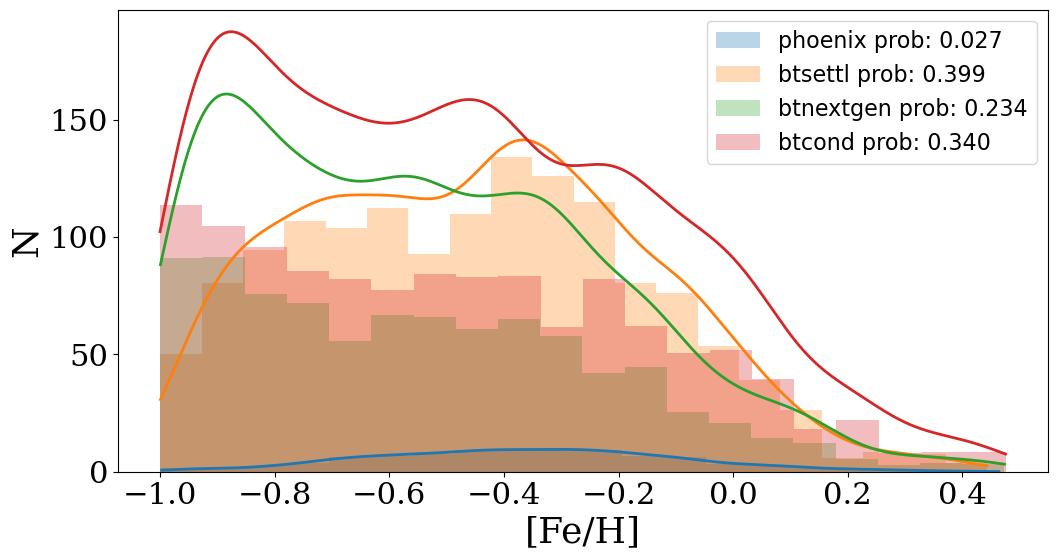 phoenix prob: 0.027
btsettl prob: 0.399
btnextgen prob: 0.234
btcond prob: 0.340
N
150
100
50
0
−1.0 −0.8 −0.6 −0.4 −0.2 0.0 0.2 0.4
[Fe/H]